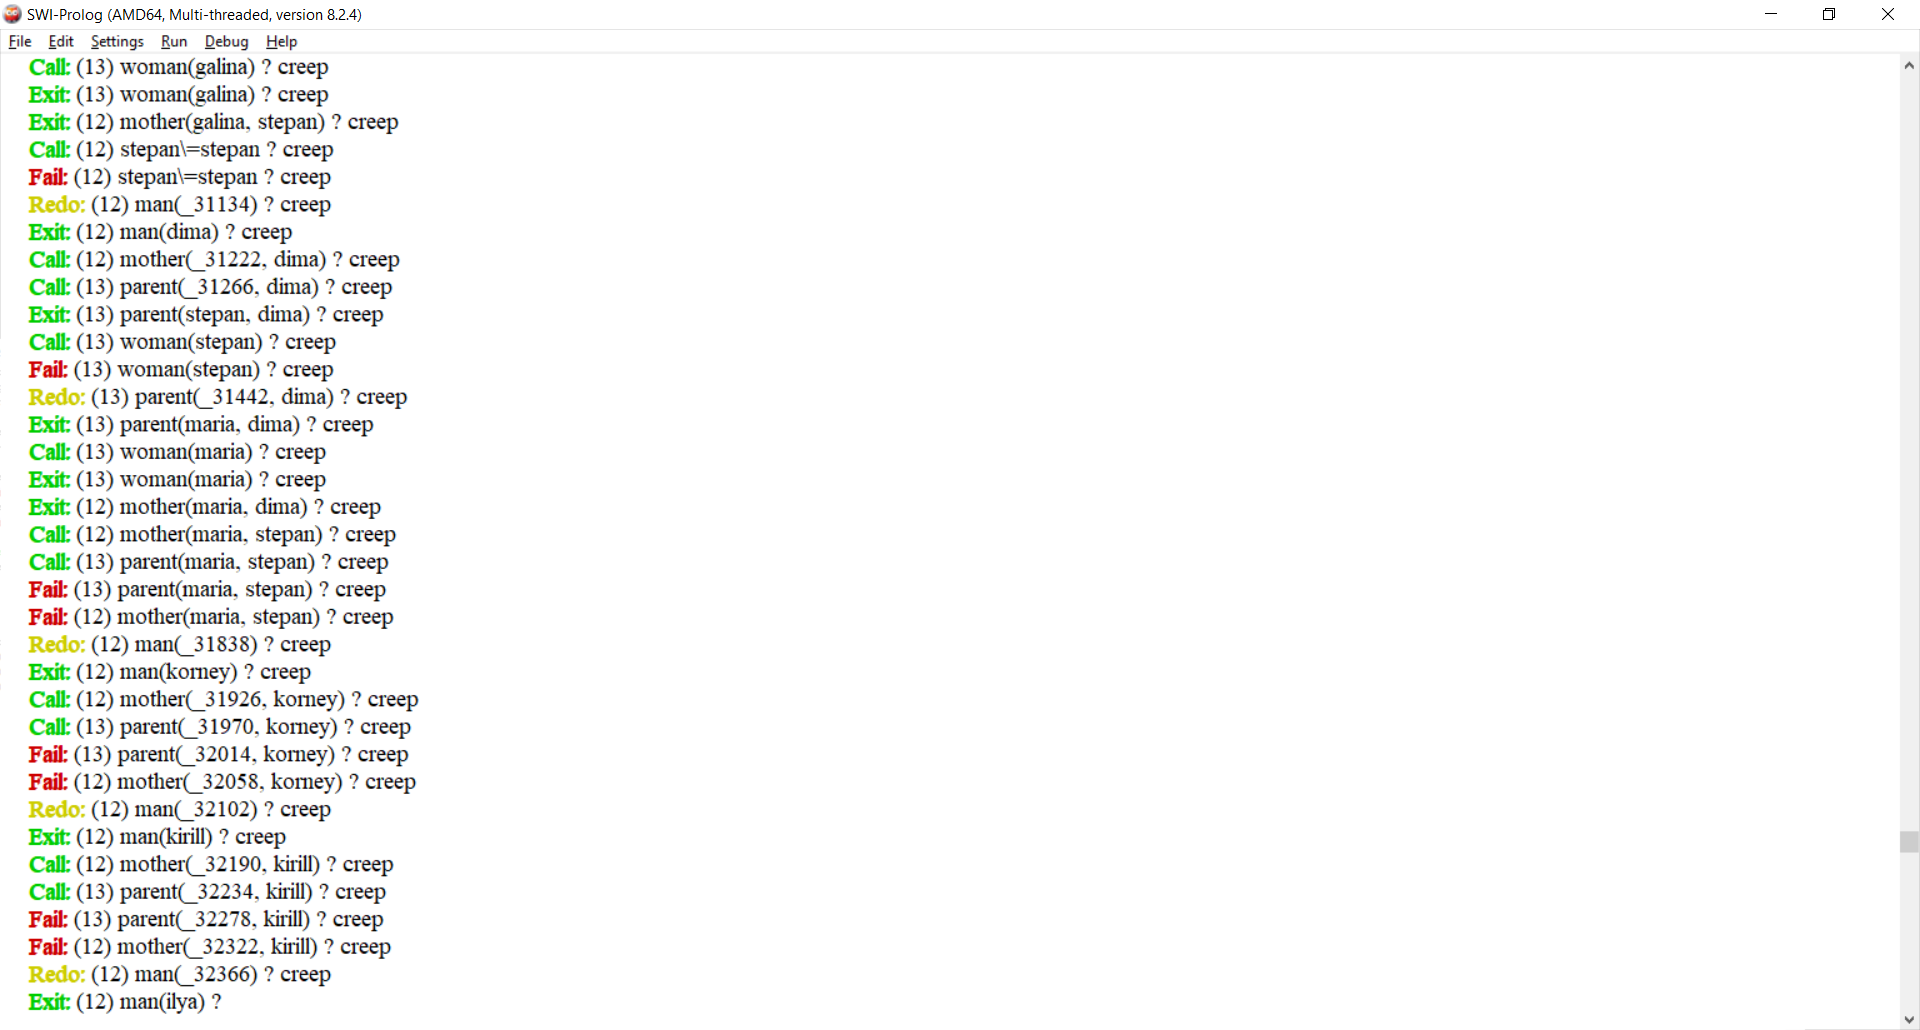 SWI-Prolog (AMD64, Multi-threaded, version 8.2.4)
File Edit Settings Run Debug Help
Call: (13) woman(galina) ? creep
Exit: (13) woman(galina) ? creep
Exit: (12) mother(galina, stepan) ? creep
Call: (12) stepan\=stepan ? creep
Fail: (12) stepan\=stepan ? creep
Redo: (12) man(_31134) ? creep
Exit: (12) man(dima) ? creep
Call: (12) mother(_31222, dima) ? creep
Call: (13) parent(_31266, dima) ? creep
Exit: (13) parent(stepan, dima) ? creep
Call: (13) woman(stepan) ? creep
Fail: (13) woman(stepan) ? creep
Redo: (13) parent(_31442, dima) ? creep
Exit: (13) parent(maria, dima) ? creep
Call: (13) woman(maria) ? creep
Exit: (13) woman(maria) ? creep
Exit: (12) mother(maria, dima) ? creep
Call: (12) mother(maria, stepan) ? creep
Call: (13) parent(maria, stepan) ? creep
Fail: (13) parent(maria, stepan) ? creep
Fail: (12) mother(maria, stepan) ? creep
Redo: (12) man(_31838) ? creep
Exit: (12) man(korney) ? creep
Call: (12) mother(_31926, korney) ? creep
Call: (13) parent(_31970, korney) ? creep
Fail: (13) parent(_32014, korney) ? creep
Fail: (12) mother(_32058, korney) ? creep
Redo: (12) man(_32102) ? creep
Exit: (12) man(kirill) ? creep
Call: (12) mother(_32190, kirill) ? creep
Call: (13) parent(_32234, kirill) ? creep
Fail: (13) parent(_32278, kirill) ? creep
Fail: (12) mother(_32322, kirill) ? creep
Redo: (12) man(_32366) ? creep
Exit: (12) man(ilya) ?